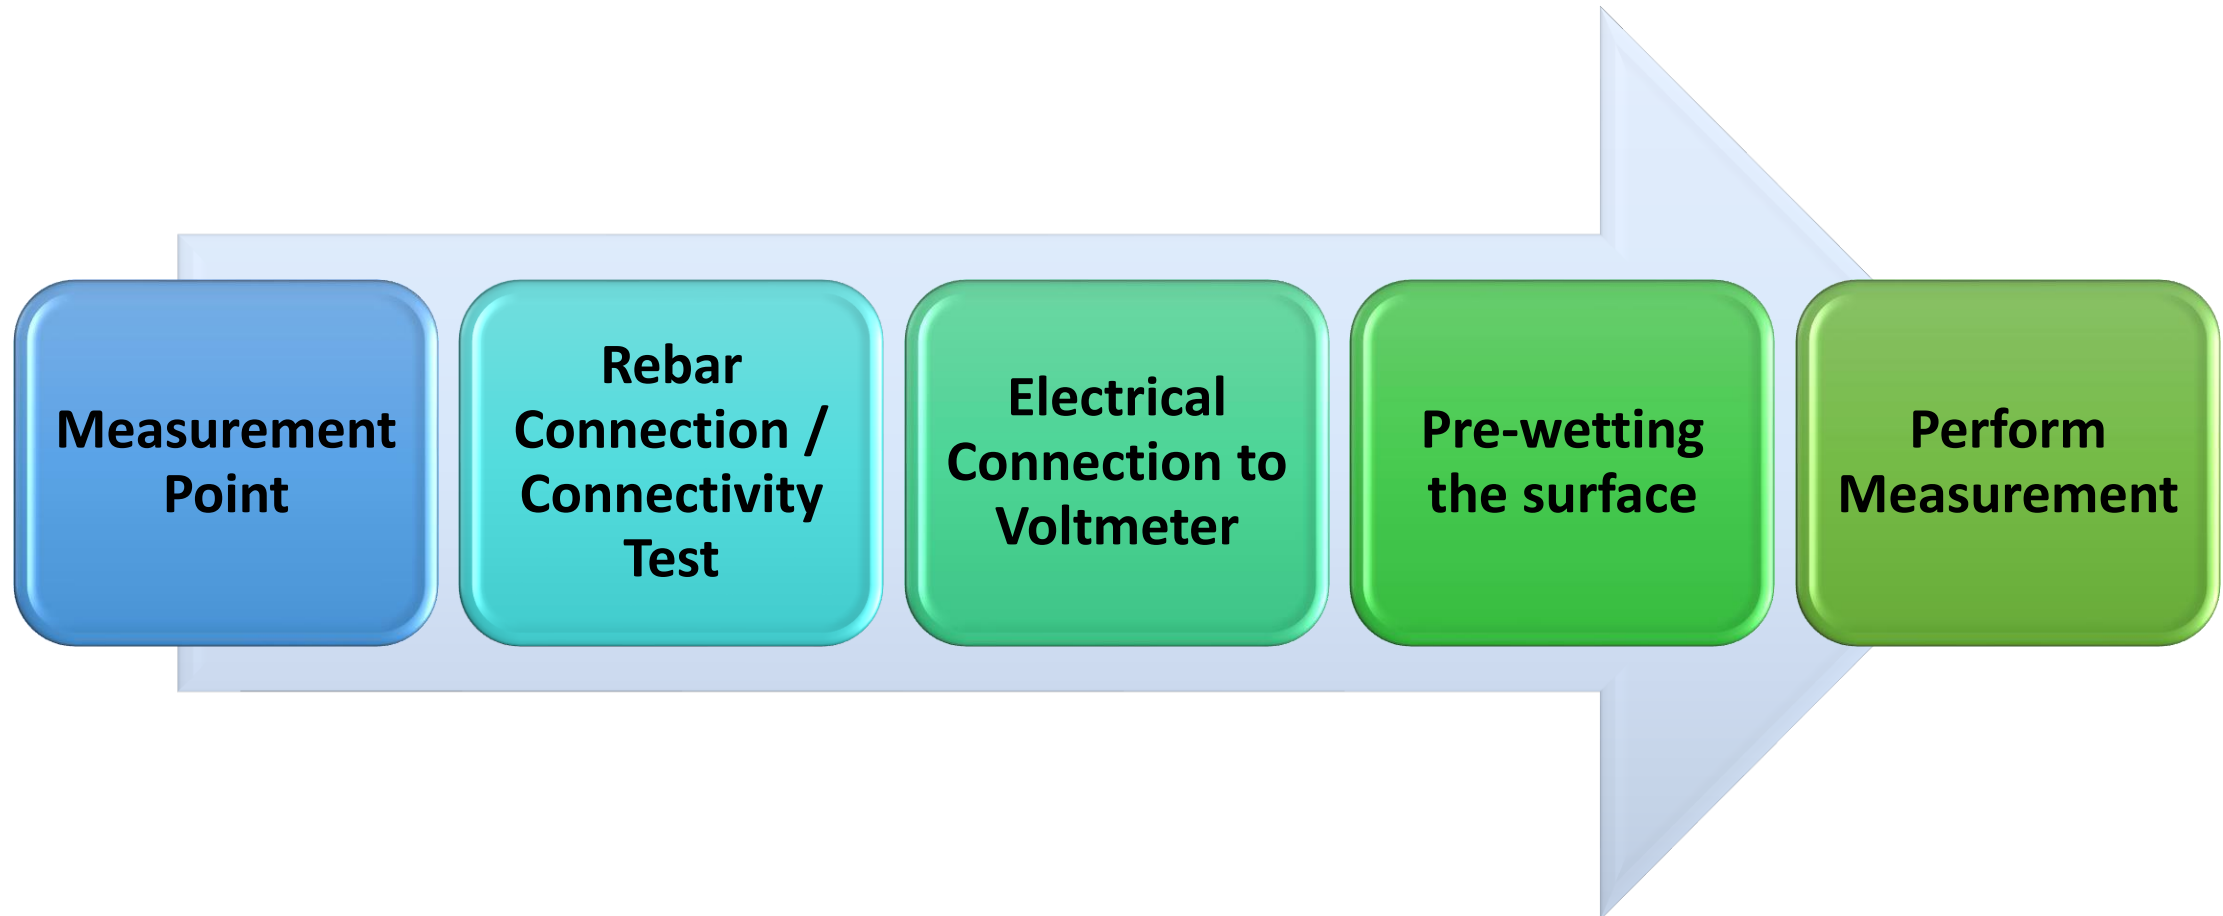 Measurement
Point
Rebar
Connection /
Connectivity
Test
Electrical
Connection to
Voltmeter
Pre-wetting
the surface
Perform
Measurement